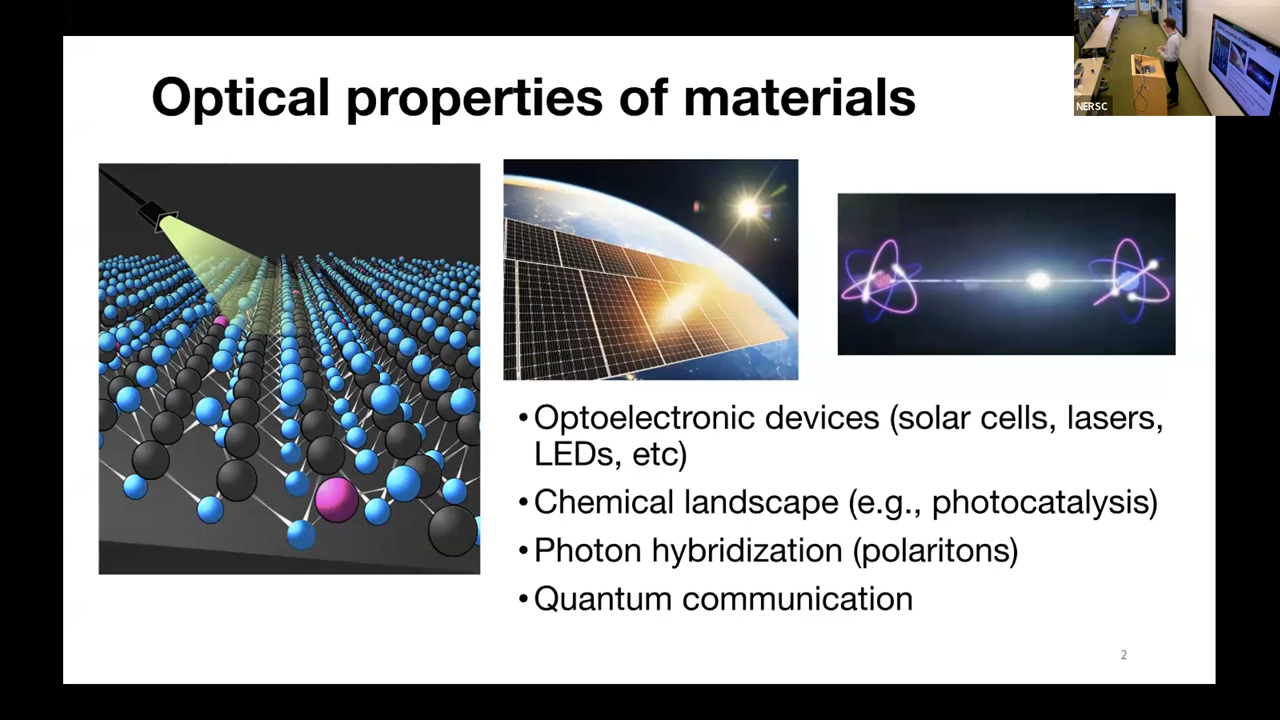 Optical properties of materials
NERSC
• Optoelectronic devices (solar cells, lasers,
LEDs, etc)
• Chemical landscape (e.g., photocatalysis)
• Photon hybridization (polaritons)
• Quantum communication
2